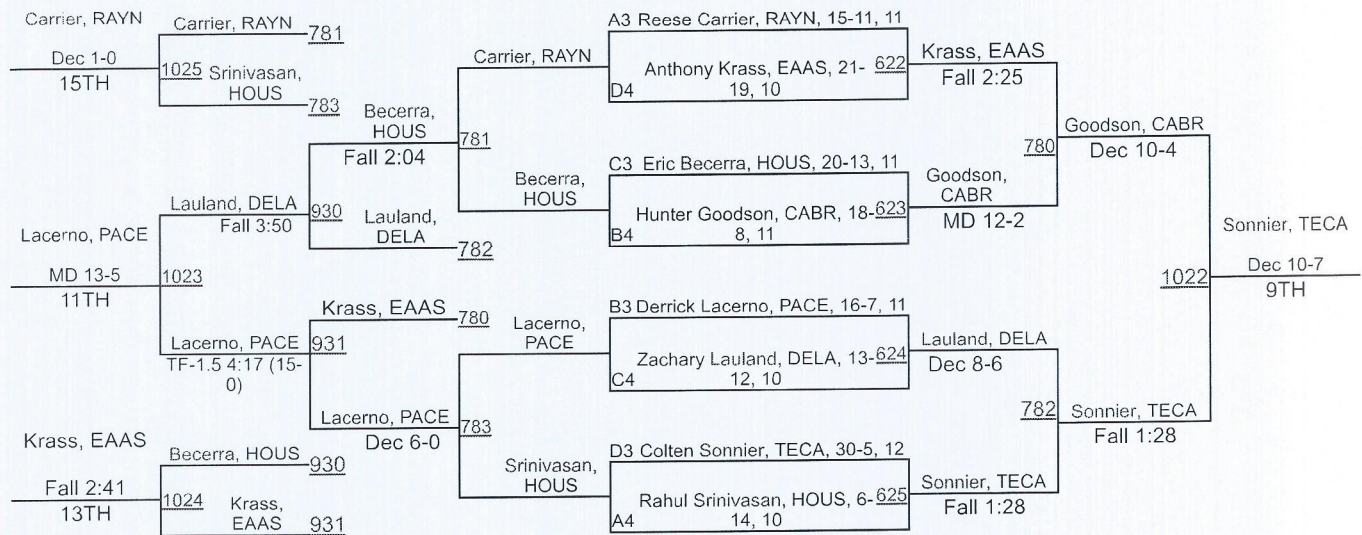 Carrier, RAYN
Dec 1-0
15TH
Carrier, RAYN
781
1025
Srinivasan,
HOUS
783
Lacerno, PACE
MD 13-5
11TH
1023
Lauland, DELA
Fall 3:50
930
Becerra,
HOUS
Fall 2:04
781
Lauland,
DELA
782
Lacerno, PACE
TF-1.5 4:17 (15-
0)
931
Krass, EAAS
780
Lacerno, PACE
Dec 6-0
783
Krass, EAAS
Fall 2:41
13TH
1024
Becerra, HOUS
930
Krass,
EAAS
931
Carrier, RAYN
Becerra,
HOUS
Lacerno,
PACE
Srinivasan,
HOUS
A3 Reese Carrier, RAYN, 15-11, 11
Anthony Krass, EAAS, 21-
19, 10
D4
622
C3 Eric Becerra, HOUS, 20-13, 11
Hunter Goodson, CABR, 18-
8, 11
B4
623
B3 Derrick Lacerno, PACE, 16-7, 11
Zachary Lauland, DELA, 13-
12, 10
C4
624
D3 Colten Sonnier, TECA, 30-5, 12
Rahul Srinivasan, HOUS, 6-
14, 10
A4
625
Krass, EAAS
Fall 2:25
780
Goodson,
CABR
MD 12-2
Lauland, DELA
Dec 8-6
782
Sonnier, TECA
Fall 1:28
Goodson, CABR
Dec 10-4
1022
Sonnier, TECA
Fall 1:28
Sonnier, TECA
Dec 10-7
9TH